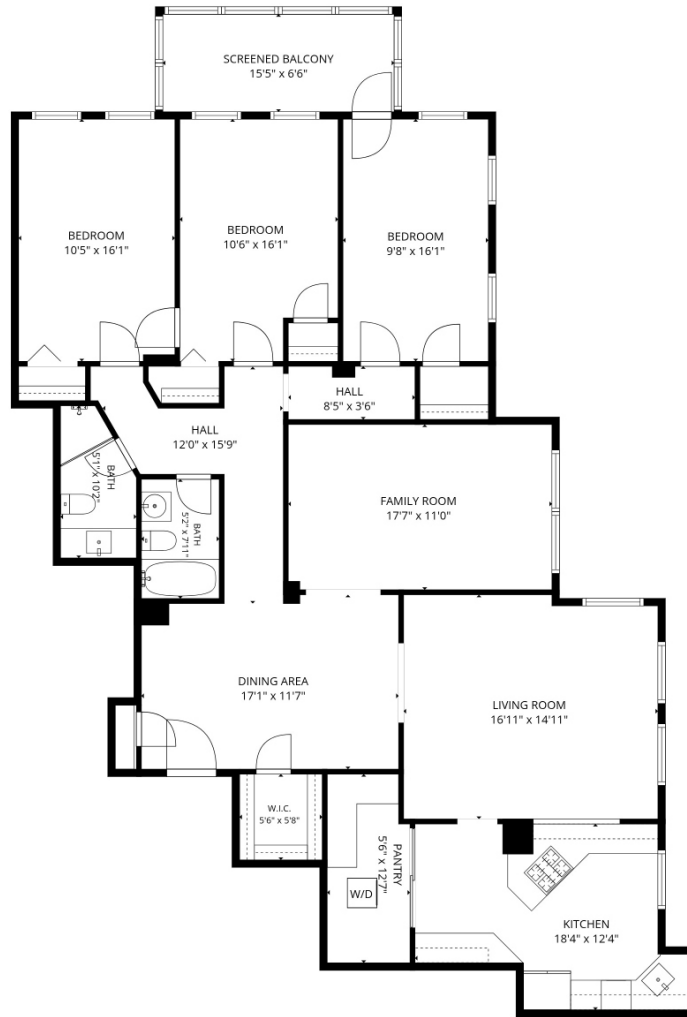 SCREENED BALCONY
15'5" x 6'6"
BEDROOM
10'5" x 16'1"
BEDROOM
10'6" x 16'1"
BEDROOM
9'8" x 16'1"
HALL
8'5" x 3'6"
HALL
12'0" x 15'9"
BATH
5'1" x 10'2"
BATH
5'2" x 7'11"
FAMILY ROOM
17'7" x 11'0"
DINING AREA
17'1" x 11'7"
LIVING ROOM
16'11" x 14'11"
W.I.C.
5'6" x 5'8"
PANTRY
5'6" x 12'7"
W/D
KITCHEN
18'4" x 12'4"